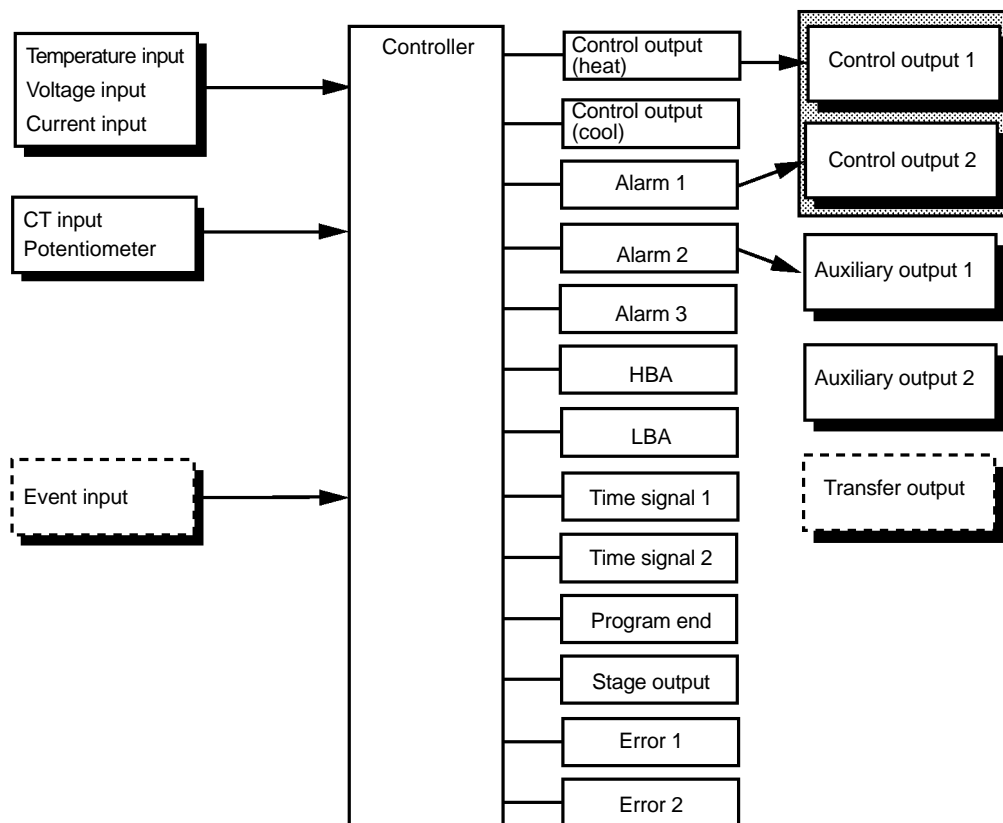 Temperature input
Voltage input
Current input
CT input
Potentiometer
Event input
Controller
Control output
(heat)
Control output
(cool)
Alarm 1
Alarm 2
Alarm 3
HBA
LBA
Time signal 1
Time signal 2
Program end
Stage output
Error 1
Error 2
Control output 1
Control output 2
Auxiliary output 1
Auxiliary output 2
Transfer output